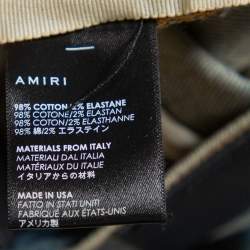 AMIRI
98% COTTON/2% ELASTANE
98% COTONE/2% ELASTAN
98% COTON/2% ELASTHANNE
98% 綿/2% エラステイン
MATERIALS FROM ITALY
MATERIAU DAL ITALIA
MATERIALI DU ITALIE
イタリアからの材料
MADE IN USA
FATTO IN STATI UNITI
FABRIQUÉ AUX ÉTATS-UNIS
アメリカ製